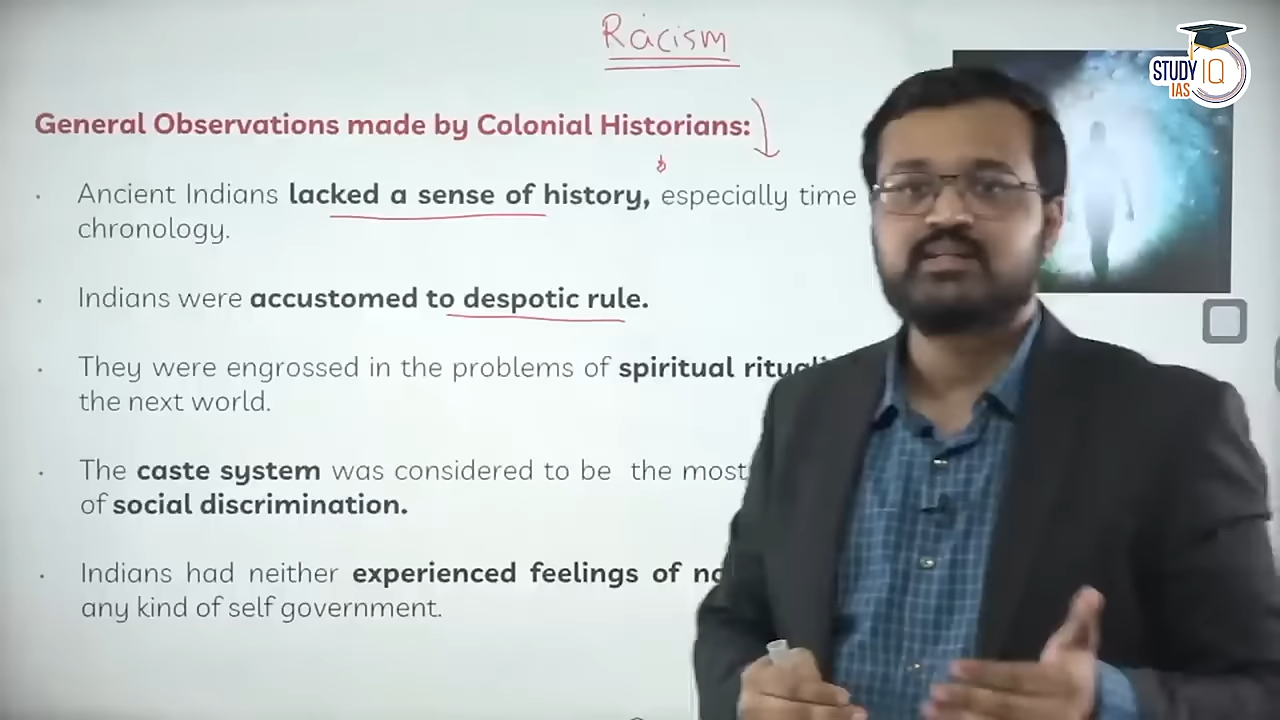 Racism
STUDY IQ
IAS
General Observations made by Colonial Historians:
Ancient Indians lacked a sense of history, especially time
chronology.
Indians were accustomed to despotic rule.
They were engrossed in the problems of spiritual
the next world.
The caste system was considered to be the most
of social discrimination.
Indians had neither experienced feelings of
any kind of self government.